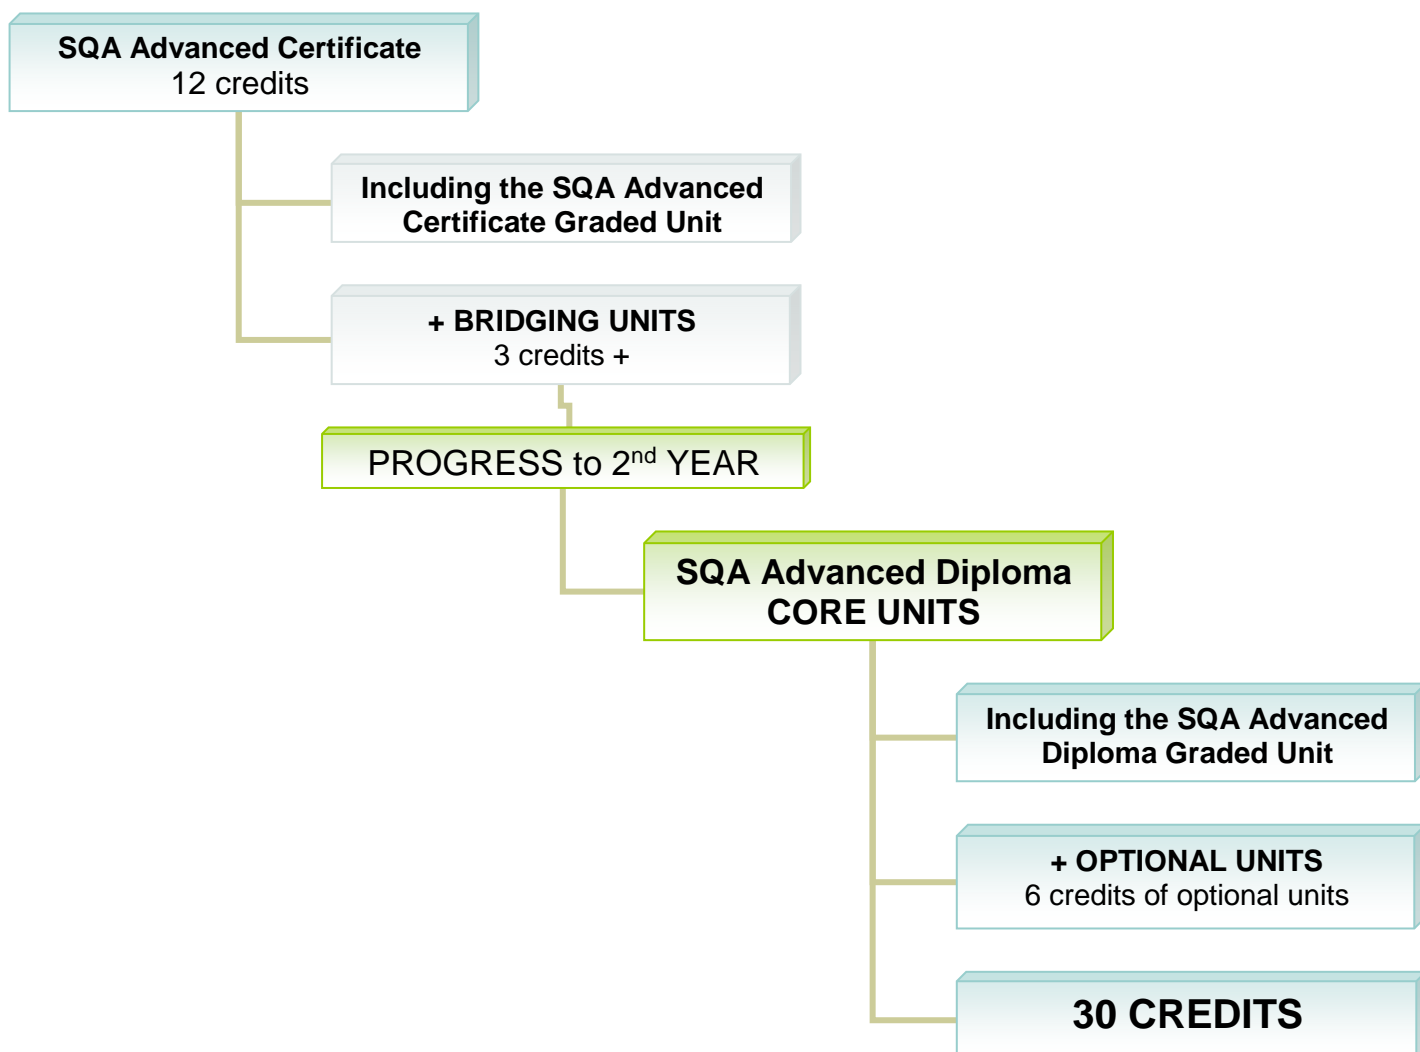 SQA Advanced Certificate
12 credits
Including the SQA Advanced
Certificate Graded Unit
+ BRIDGING UNITS
3 credits +
PROGRESS to 2nd YEAR
SQA Advanced Diploma
CORE UNITS
Including the SQA Advanced
Diploma Graded Unit
+ OPTIONAL UNITS
6 credits of optional units
30 CREDITS